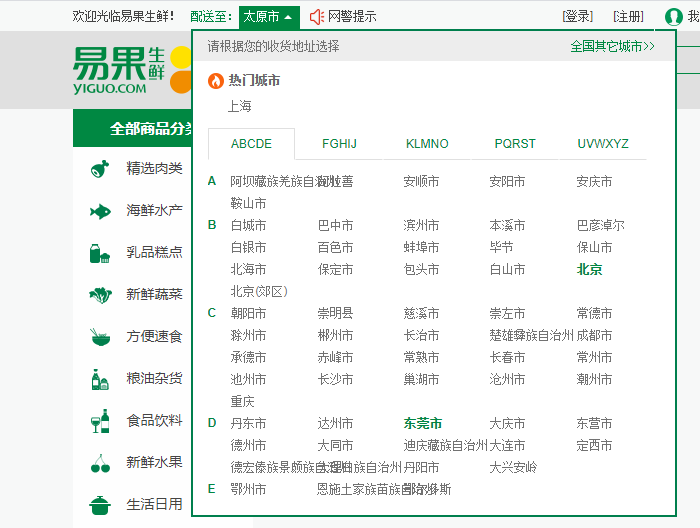 欢迎光临易果生鲜！ 配送至：太原市 网警提示 [登录] [注册] 我
请根据您的收货地址选择 全国其它城市>>
易果生鲜
YIGUO.COM
热门城市
上海
全部商品分类
ABCDE FGHIJ KLMNO PQRST UVWXYZ
精选肉类
海鲜水产
乳品糕点
新鲜蔬菜
方便速食
粮油杂货
食品饮料
新鲜水果
生活日用
A 阿坝藏族羌族自治州 阿拉善 安顺市 安阳市 安庆市
鞍山市
B 白城市 巴中市 滨州市 本溪市 巴彦淖尔
白银市 百色市 蚌埠市 毕节 保山市
北海市 保定市 包头市 白山市 北京
北京(郊区)
C 朝阳市 崇明县 慈溪市 崇左市 常德市
滁州市 郴州市 长治市 楚雄彝族自治州 成都市
承德市 赤峰市 常熟市 长春市 常州市
池州市 长沙市 巢湖市 沧州市 潮州市
重庆
D 丹东市 达州市 东莞市 大庆市 东营市
德州市 大同市 迪庆藏族自治州 大连市 定西市
德宏傣族景颇族自治州 大理白族自治州 丹阳市 大兴安岭
E 鄂州市 恩施土家族苗族自治州 鄂尔多斯